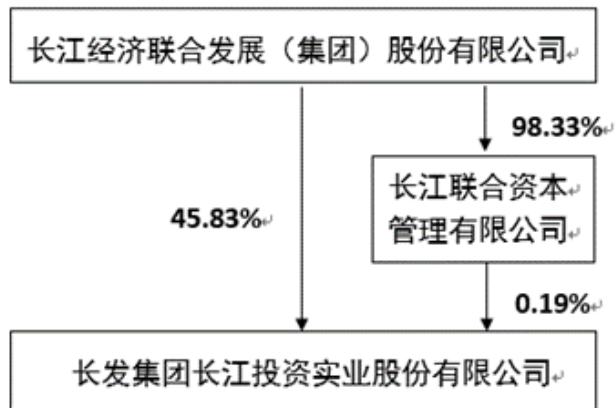 长江经济联合发展（集团）股份有限公司
98.33%
长江联合资本
管理有限公司
45.83%
0.19%
长发集团长江投资实业股份有限公司